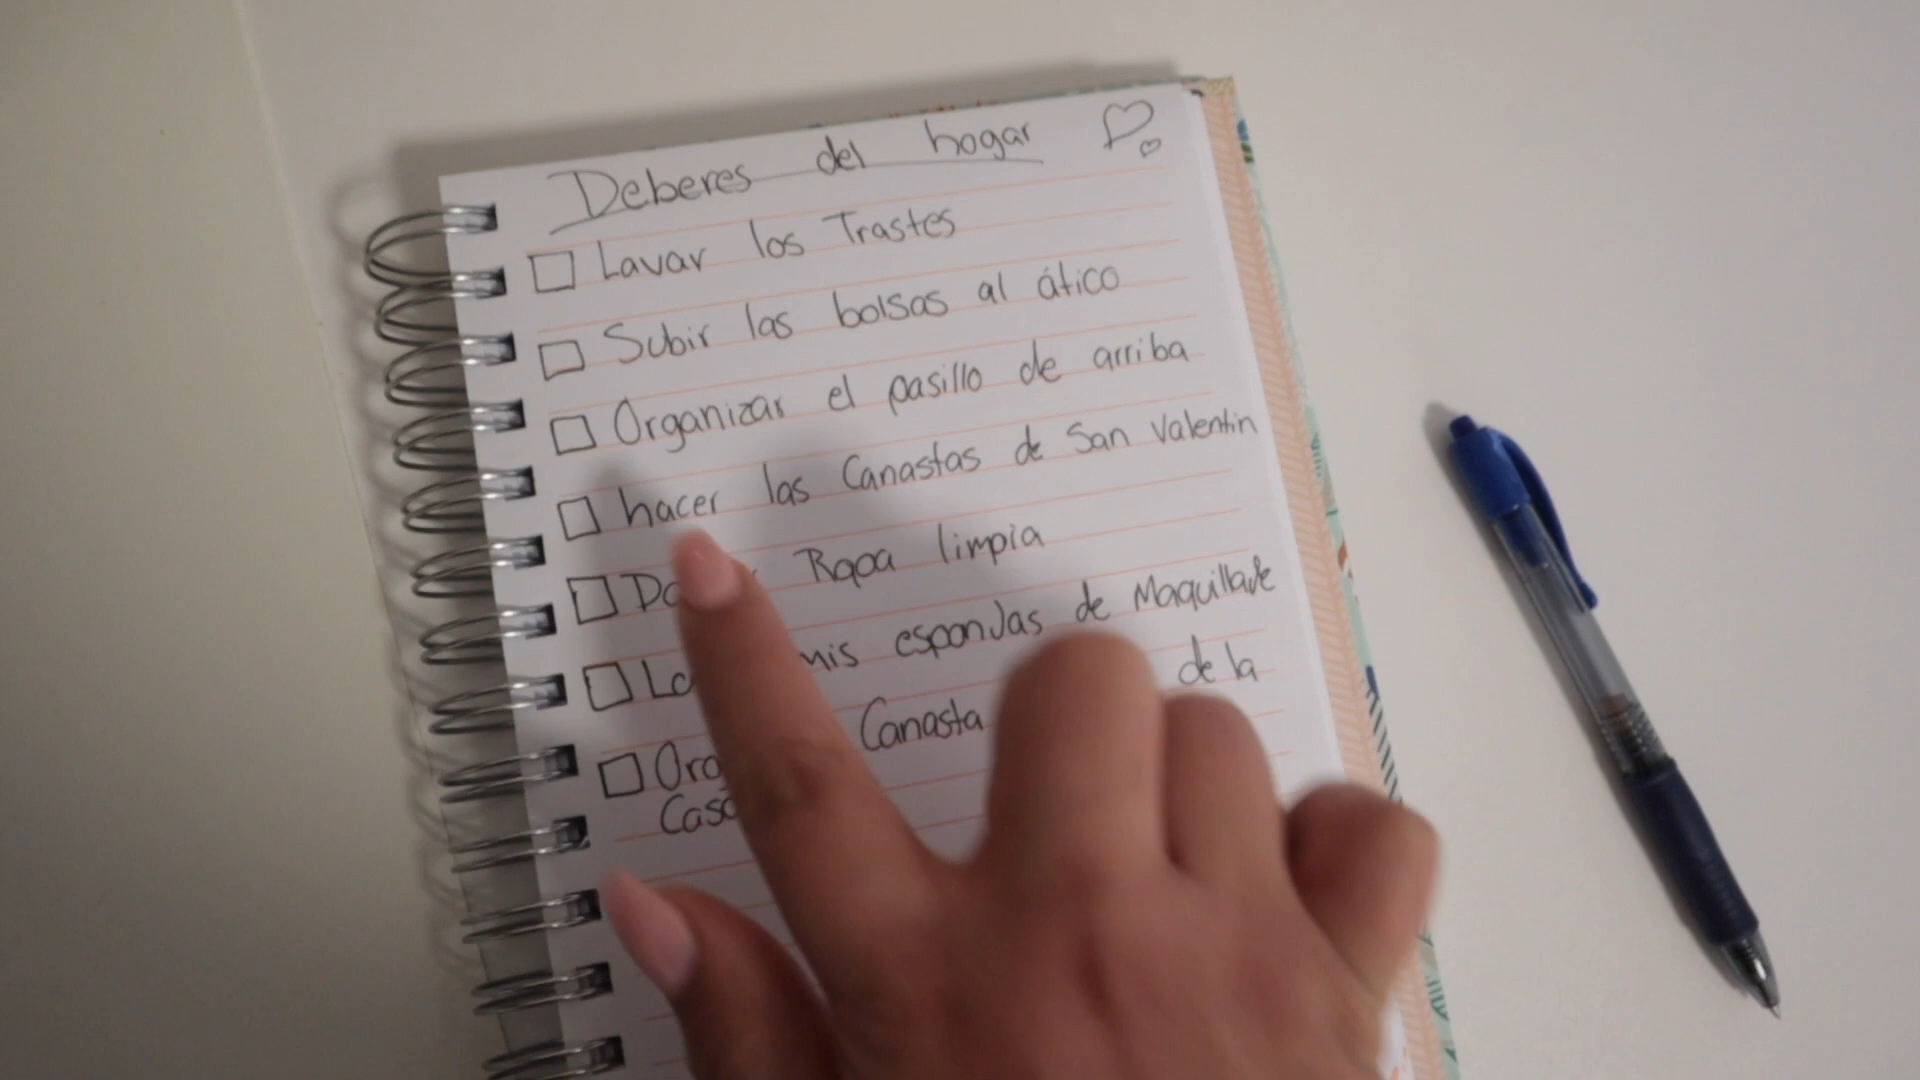 Deberes del hogar
Lavar los Trastes
Subir las bolsas al ático
Organizar el pasillo de arriba
hacer las Canastas de San Valentin
Ropa limpia
mis esponJas de Maquillaje
Canasta de la
Casa